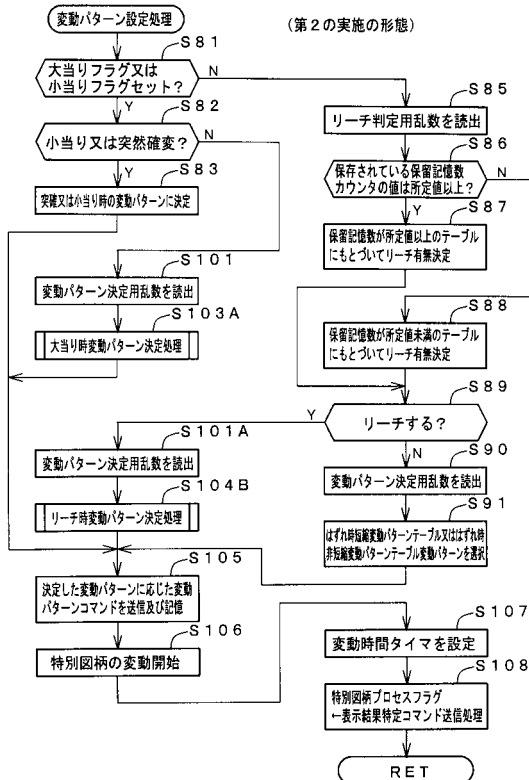 変動パターン設定処理
(第2の実施の形態)
S81
大当りフラグ又は
小当りフラグセット?
N
Y
S82
小当り又は突然確変?
N
Y
S83
突確又は小当り時の変動パターンに決定
S101
変動パターン決定用乱数を読出
S103A
大当り時変動パターン決定処理
S85
リーチ判定用乱数を読出
S86
保存されている保留記憶数
カウンタの値は所定値以上?
N
Y
S87
保留記憶数が所定値以上のテーブル
にもとづいてリーチ有無決定
S88
保留記憶数が所定値未満のテーブル
にもとづいてリーチ有無決定
S89
リーチする?
Y
N
S101A
変動パターン決定用乱数を読出
S104B
リーチ時変動パターン決定処理
S90
変動パターン決定用乱数を読出
S91
はずれ時短縮変動パターンテーブル又ははずれ時
非短縮変動パターンテーブル変動パターンを選択
S105
決定した変動パターンに応じた変動
パターンコマンドを送信及び記憶
S106
特別図柄の変動開始
S107
変動時間タイマを設定
S108
特別図柄プロセスフラグ
←表示結果特定コマンド送信処理
RET